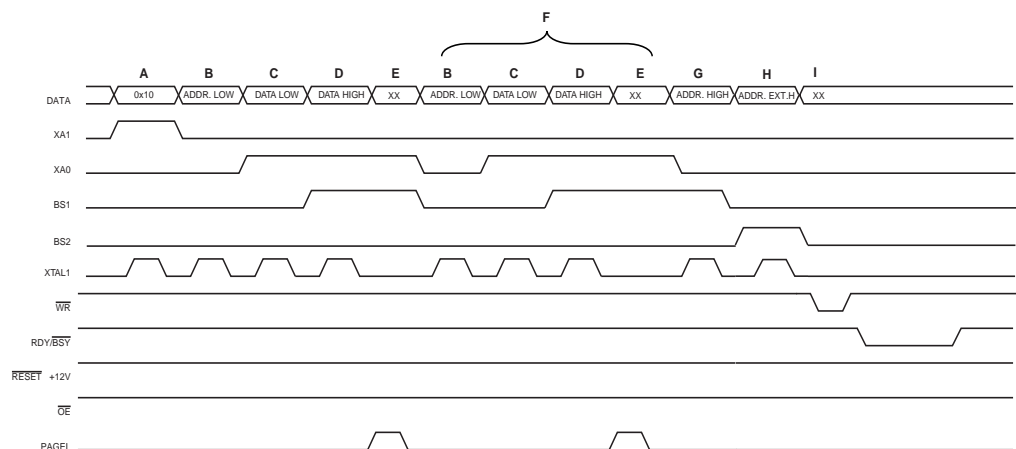 F
A B C D E B C D E G H I
DATA 0x10 ADDR. LOW DATA LOW DATA HIGH XX ADDR. LOW DATA LOW DATA HIGH XX ADDR. HIGH ADDR. EXT.H XX
XA1
XA0
BS1
BS2
XTAL1
WR
RDY/BSY
RESET +12V
OE
PAGEL